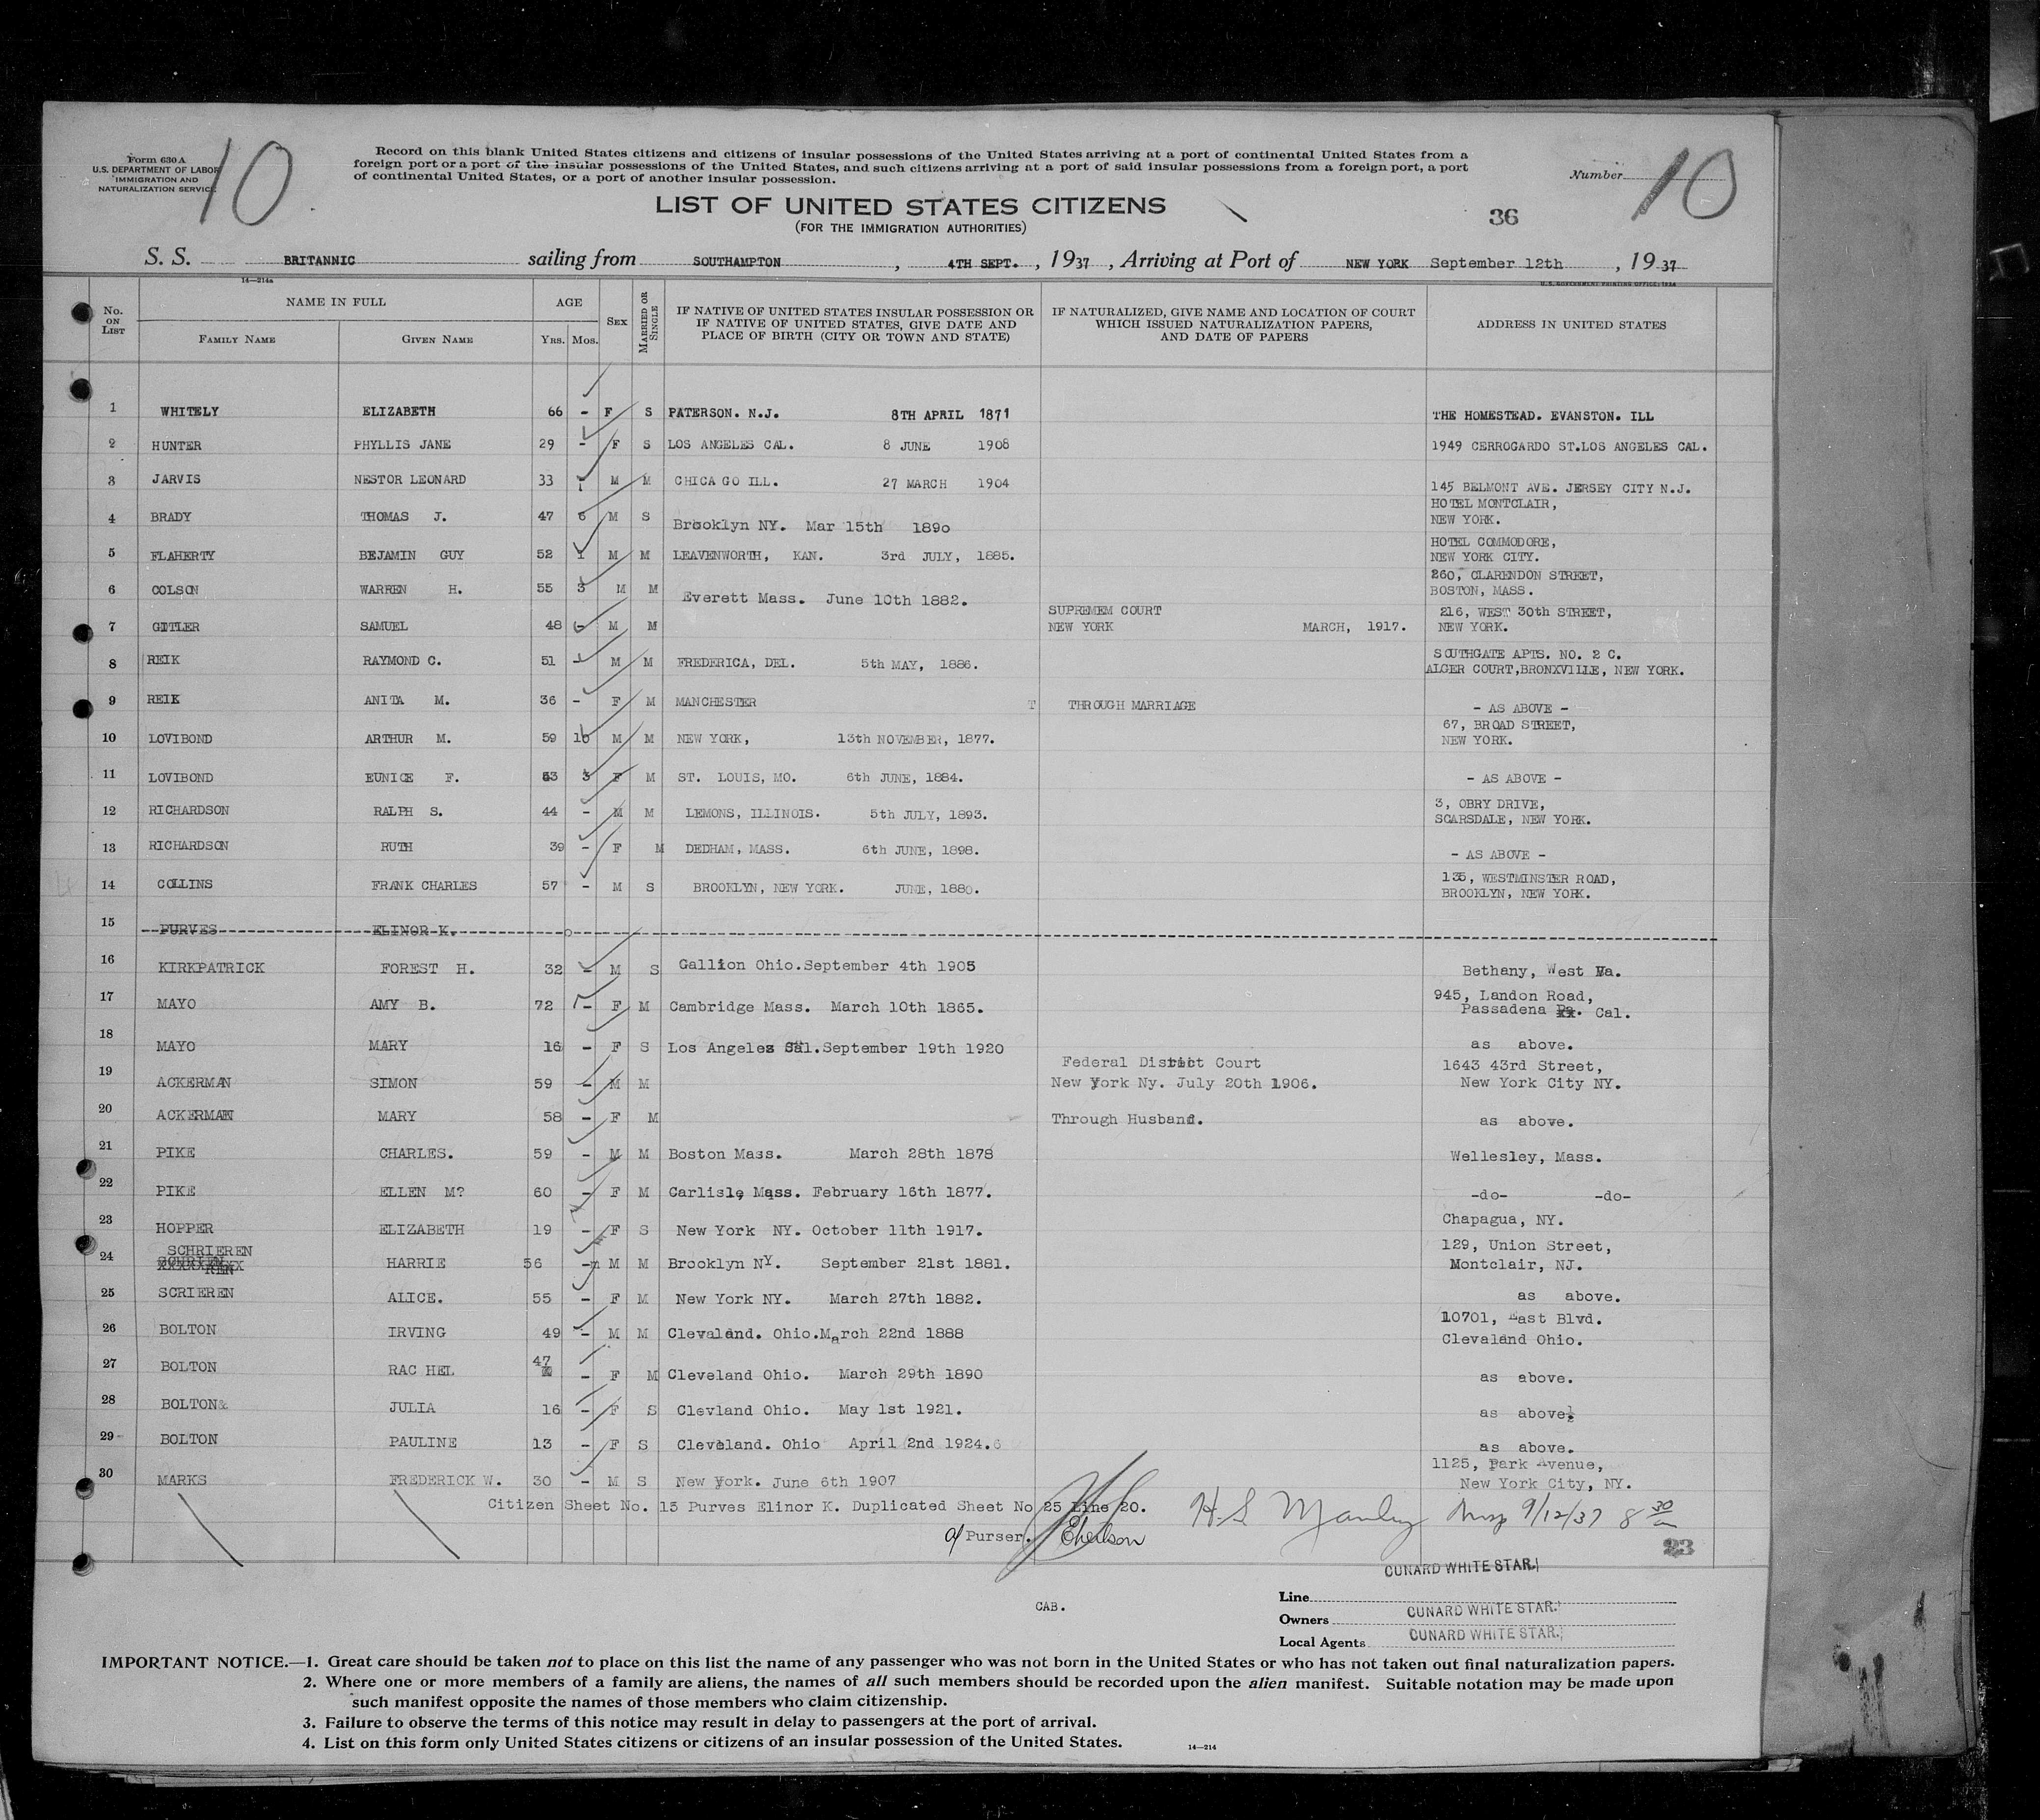 Form 630 A
U.S. DEPARTMENT OF LABOR
IMMIGRATION AND
NATURALIZATION SERVICE
10
Record on this blank United States citizens and citizens of insular possessions of the United States arriving at a port of continental United States from a
foreign port or a port of the insular possessions of the United States, and such citizens arriving at a port of said insular possessions from a foreign port, a port
of continental United States, or a port of another insular possession.
Number 10
LIST OF UNITED STATES CITIZENS
(FOR THE IMMIGRATION AUTHORITIES)
36
S. S. BRITANNIC sailing from SOUTHAMPTON, 4TH SEPT., 1937, Arriving at Port of NEW YORK September 12th, 1937
14—214a U.S. GOVERNMENT PRINTING OFFICE: 1934
No. ON LIST NAME IN FULL FAMILY NAME GIVEN NAME AGE Yrs. Mos. SEX MARRIED OR SINGLE IF NATIVE OF UNITED STATES INSULAR POSSESSION OR IF NATIVE OF UNITED STATES, GIVE DATE AND PLACE OF BIRTH (CITY OR TOWN AND STATE) IF NATURALIZED, GIVE NAME AND LOCATION OF COURT WHICH ISSUED NATURALIZATION PAPERS, AND DATE OF PAPERS ADDRESS IN UNITED STATES
1 WHITELY ELIZABETH 66 - F S PATERSON. N.J. 8TH APRIL 1871 THE HOMESTEAD. EVANSTON. ILL
2 HUNTER PHYLLIS JANE 29 - F S LOS ANGELES CAL. 8 JUNE 1908 1949 CERROGARDO ST.LOS ANGELES CAL.
3 JARVIS NESTOR LEONARD 33 M M CHICAGO ILL. 27 MARCH 1904 145 BELMONT AVE. JERSEY CITY N.J.
4 BRADY THOMAS J. 47 6 M S Brooklyn NY. Mar 15th 1890 HOTEL MONTCLAIR, NEW YORK.
5 FLAHERTY BEJAMIN GUY 52 1 M M LEAVENWORTH, KAN. 3rd JULY, 1885. HOTEL COMMODORE, NEW YORK CITY.
6 COLSON WARREN H. 55 3 M M Everett Mass. June 10th 1882. 260, CLARENDON STREET, BOSTON, MASS.
7 GITLER SAMUEL 48 - M M SUPREMEM COURT NEW YORK MARCH, 1917. 216, WEST 30th STREET, NEW YORK.
8 REIK RAYMOND C. 51 - M M FREDERICA, DEL. 5th MAY, 1886. SOUTHGATE APTS. NO. 2 C. ALGER COURT,BRONXVILLE, NEW YORK.
9 REIK ANITA M. 36 - F M MANCHESTER T THROUGH MARRIAGE - AS ABOVE -
10 LOVIBOND ARTHUR M. 59 10 M M NEW YORK, 13th NOVEMBER, 1877. 67, BROAD STREET, NEW YORK.
11 LOVIBOND EUNICE F. 53 3 F M ST. LOUIS, MO. 6th JUNE, 1884. - AS ABOVE -
12 RICHARDSON RALPH S. 44 - M M LEMONS, ILLINOIS. 5th JULY, 1893. 3, OBRY DRIVE, SCARSDALE, NEW YORK.
13 RICHARDSON RUTH 39 - F M DEDHAM, MASS. 6th JUNE, 1898. - AS ABOVE -
14 COLLINS FRANK CHARLES 57 - M S BROOKLYN, NEW YORK. JUNE, 1880. 135, WESTMINSTER ROAD, BROOKLYN, NEW YORK.
15 PURVES ELINOR K.
16 KIRKPATRICK FOREST H. 32 - M S Gallion Ohio.September 4th 1905 Bethany, West Va.
17 MAYO AMY B. 72 - F M Cambridge Mass. March 10th 1865. 945, Landon Road, Passadena Cal.
18 MAYO MARY 16 - F S Los Angeles Cal.September 19th 1920 as above.
19 ACKERMAN SIMON 59 - M M Federal District Court New York Ny. July 20th 1906. 1643 43rd Street, New York City NY.
20 ACKERMAN MARY 58 - F M Through Husband. as above.
21 PIKE CHARLES. 59 - M M Boston Mass. March 28th 1878 Wellesley, Mass.
22 PIKE ELLEN M? 60 - F M Carlisle Mass. February 16th 1877. -do- -do-
23 HOPPER ELIZABETH 19 - F S New York NY. October 11th 1917. Chapagua, NY.
24 SCHRIEREN HARRIE 56 - M M Brooklyn NY. September 21st 1881. 129, Union Street, Montclair, NJ.
25 SCRIEREN ALICE. 55 - F M New York NY. March 27th 1882. as above.
26 BOLTON IRVING 49 - M M Clevaland. Ohio.March 22nd 1888 10701, East Blvd. Cleveland Ohio.
27 BOLTON RACHEL 47 - F M Cleveland Ohio. March 29th 1890 as above.
28 BOLTON& JULIA 16 - F S Clevland Ohio. May 1st 1921. as above.
29 BOLTON PAULINE 13 - F S Cleveland. Ohio April 2nd 1924. as above.
30 MARKS FREDERICK W. 30 - M S New York. June 6th 1907 1125, Park Avenue, New York City, NY.
Citizen Sheet No. 15 Purves Elinor K. Duplicated Sheet No 25 Line 20.
Purser.
H.S. Manley Insp 9/12/37 8 30 a
23
CAB.
CUNARD WHITE STAR.
Line
Owners CUNARD WHITE STAR.
Local Agents CUNARD WHITE STAR.
IMPORTANT NOTICE.—1. Great care should be taken not to place on this list the name of any passenger who was not born in the United States or who has not taken out final naturalization papers.
2. Where one or more members of a family are aliens, the names of all such members should be recorded upon the alien manifest. Suitable notation may be made upon
such manifest opposite the names of those members who claim citizenship.
3. Failure to observe the terms of this notice may result in delay to passengers at the port of arrival.
4. List on this form only United States citizens or citizens of an insular possession of the United States.
14—214